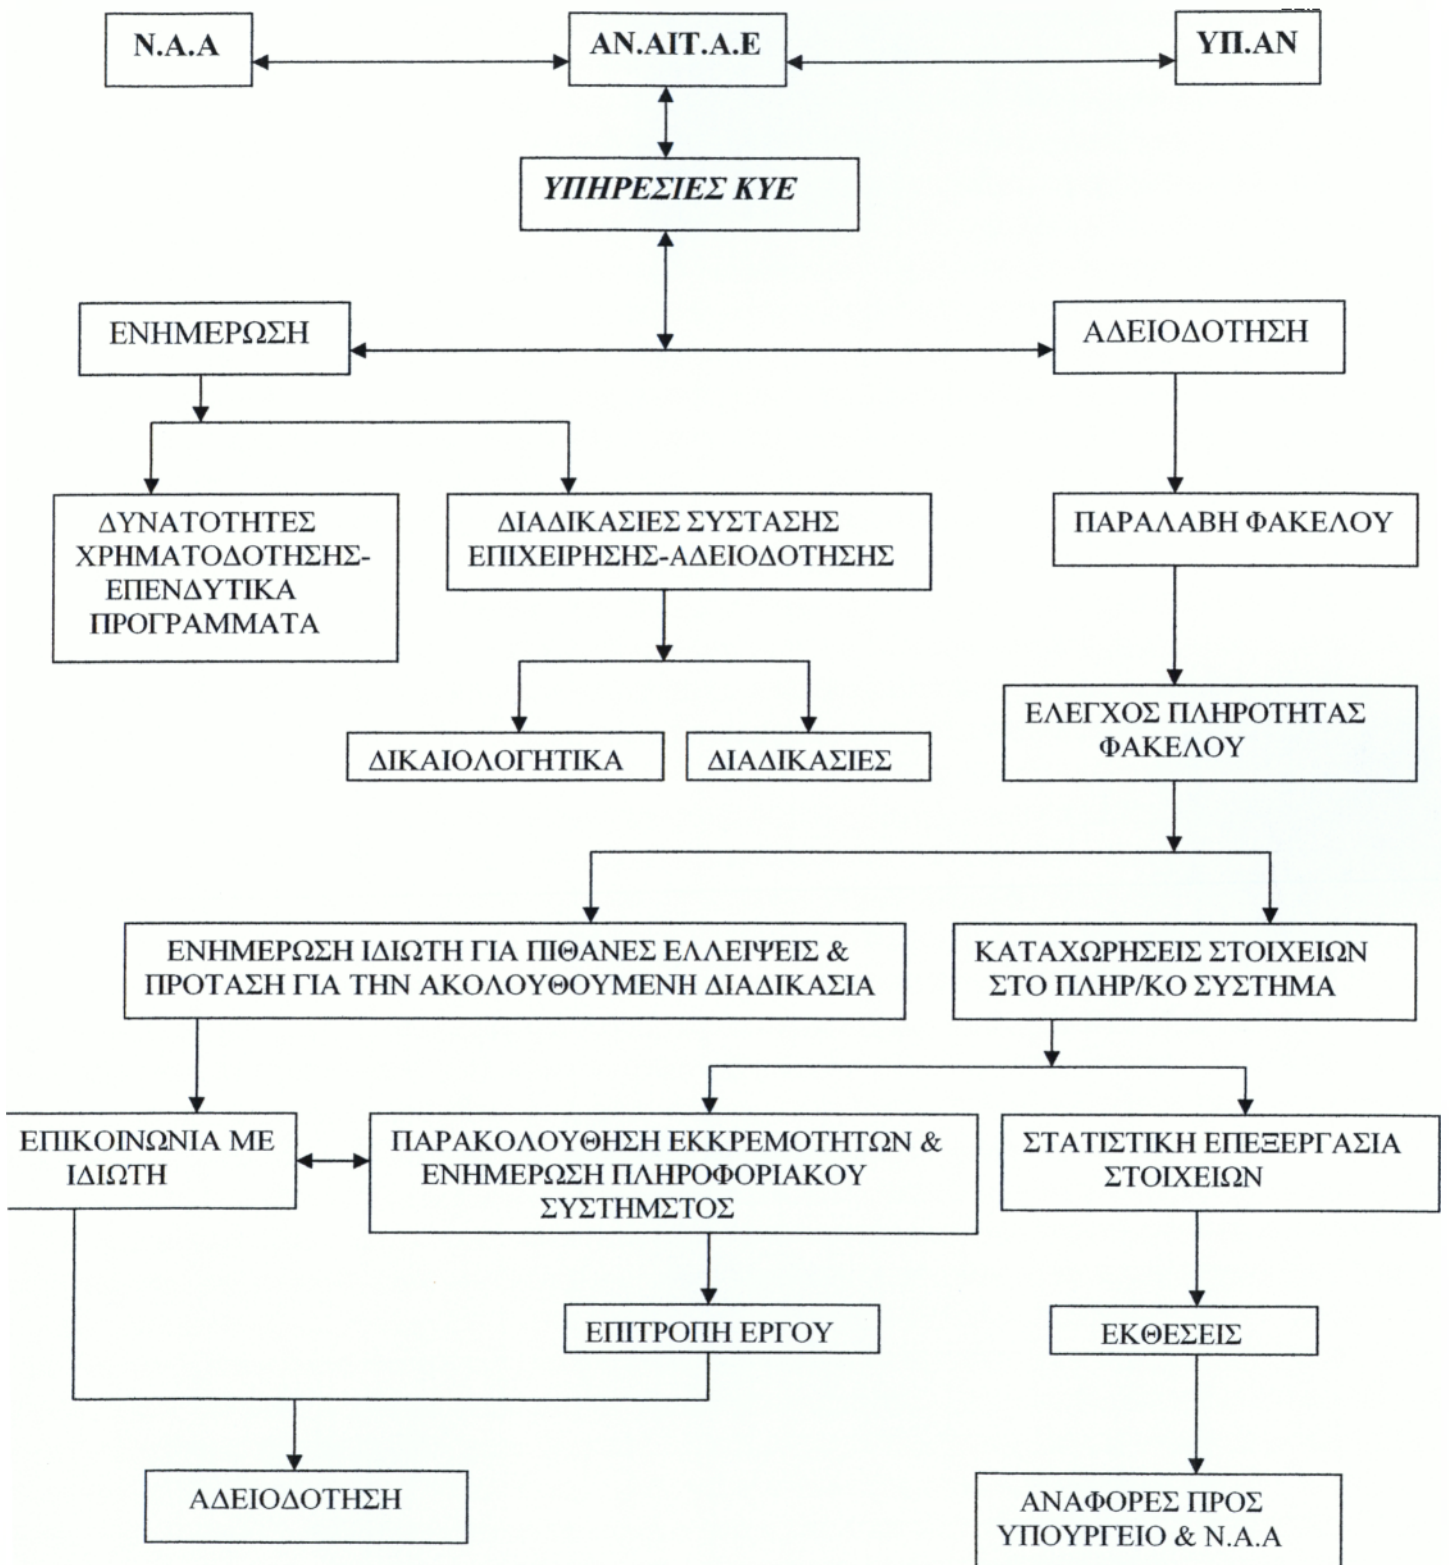 Ν.Α.Α
ΑΝ.ΑΙΤ.Α.Ε
ΥΠ.ΑΝ
ΥΠΗΡΕΣΙΕΣ ΚΥΕ
ΕΝΗΜΕΡΩΣΗ
ΑΔΕΙΟΔΟΤΗΣΗ
ΔΥΝΑΤΟΤΗΤΕΣ
ΧΡΗΜΑΤΟΔΟΤΗΣΗΣ-
ΕΠΕΝΔΥΤΙΚΑ
ΠΡΟΓΡΑΜΜΑΤΑ
ΔΙΑΔΙΚΑΣΙΕΣ ΣΥΣΤΑΣΗΣ
ΕΠΙΧΕΙΡΗΣΗΣ-ΑΔΕΙΟΔΟΤΗΣΗΣ
ΠΑΡΑΛΑΒΗ ΦΑΚΕΛΟΥ
ΔΙΚΑΙΟΛΟΓΗΤΙΚΑ
ΔΙΑΔΙΚΑΣΙΕΣ
ΕΛΕΓΧΟΣ ΠΛΗΡΟΤΗΤΑΣ
ΦΑΚΕΛΟΥ
ΕΝΗΜΕΡΩΣΗ ΙΔΙΩΤΗ ΓΙΑ ΠΙΘΑΝΕΣ ΕΛΛΕΙΨΕΙΣ &
ΠΡΟΤΑΣΗ ΓΙΑ ΤΗΝ ΑΚΟΛΟΥΘΟΥΜΕΝΗ ΔΙΑΔΙΚΑΣΙΑ
ΚΑΤΑΧΩΡΗΣΕΙΣ ΣΤΟΙΧΕΙΩΝ
ΣΤΟ ΠΛΗΡ/ΚΟ ΣΥΣΤΗΜΑ
ΕΠΙΚΟΙΝΩΝΙΑ ΜΕ
ΙΔΙΩΤΗ
ΠΑΡΑΚΟΛΟΥΘΗΣΗ ΕΚΚΡΕΜΟΤΗΤΩΝ &
ΕΝΗΜΕΡΩΣΗ ΠΛΗΡΟΦΟΡΙΑΚΟΥ
ΣΥΣΤΗΜΣΤΟΣ
ΣΤΑΤΙΣΤΙΚΗ ΕΠΕΞΕΡΓΑΣΙΑ
ΣΤΟΙΧΕΙΩΝ
ΕΠΙΤΡΟΠΗ ΕΡΓΟΥ
ΕΚΘΕΣΕΙΣ
ΑΔΕΙΟΔΟΤΗΣΗ
ΑΝΑΦΟΡΕΣ ΠΡΟΣ
ΥΠΟΥΡΓΕΙΟ & Ν.Α.Α